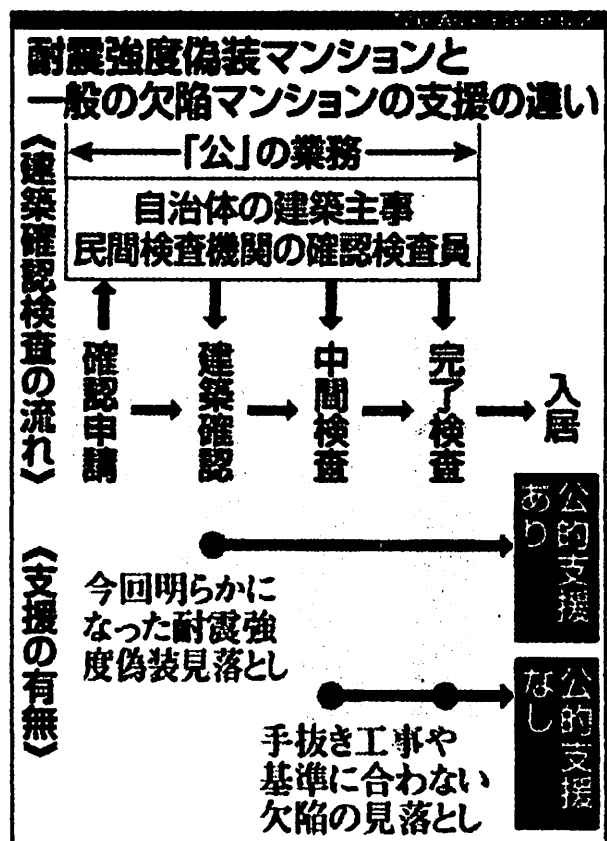 耐震強度偽装マンションと
一般の欠陥マンションの支援の違い
《建築確認検査の流れ》
「公」の業務
自治体の建築主事
民間検査機関の確認検査員
確認申請
建築確認
中間検査
完了検査
入居
《支援の有無》
公的支援
あり
今回明らかに
なった耐震強
度偽装見落とし
公的支援
なし
手抜き工事や
基準に合わない
欠陥の見落とし